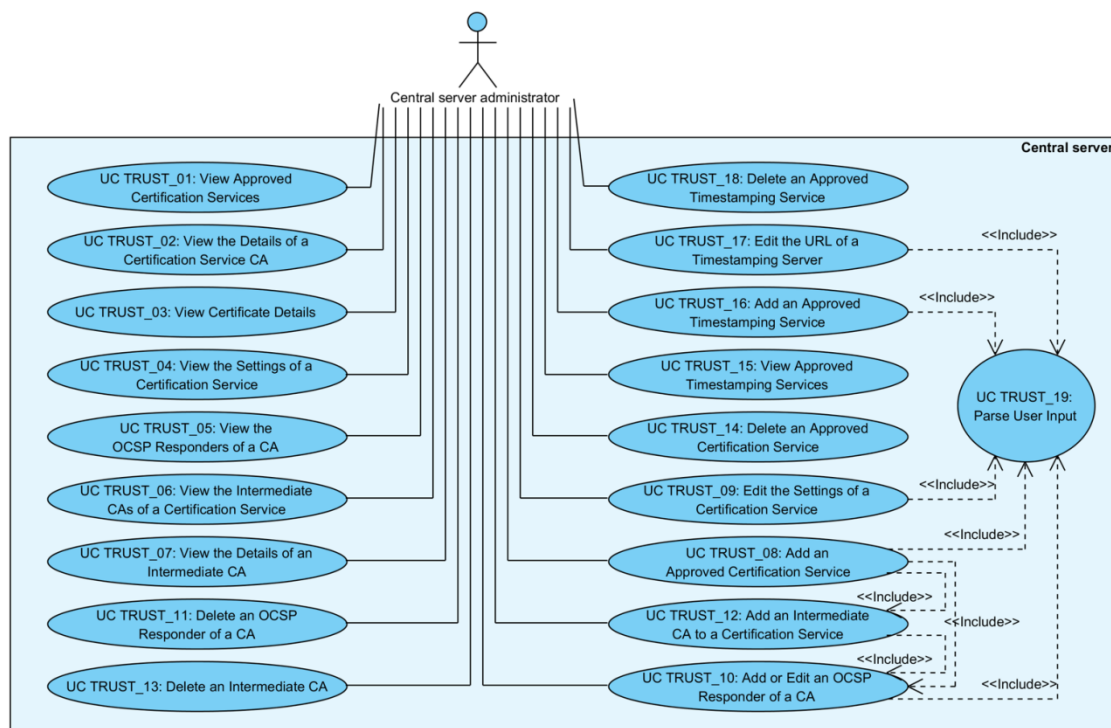 Central server administrator
Central server
UC TRUST_01: View Approved
Certification Services
UC TRUST_02: View the Details of a
Certification Service CA
UC TRUST_03: View Certificate Details
UC TRUST_04: View the Settings of a
Certification Service
UC TRUST_05: View the
OCSP Responders of a CA
UC TRUST_06: View the Intermediate
CAs of a Certification Service
UC TRUST_07: View the Details of an
Intermediate CA
UC TRUST_11: Delete an OCSP
Responder of a CA
UC TRUST_13: Delete an Intermediate CA
UC TRUST_18: Delete an Approved
Timestamping Service
UC TRUST_17: Edit the URL of a
Timestamping Server
UC TRUST_16: Add an Approved
Timestamping Service
UC TRUST_15: View Approved
Timestamping Services
UC TRUST_14: Delete an Approved
Certification Service
UC TRUST_09: Edit the Settings of a
Certification Service
UC TRUST_08: Add an
Approved Certification Service
UC TRUST_12: Add an Intermediate
CA to a Certification Service
UC TRUST_10: Add or Edit an OCSP
Responder of a CA
<<Include>>
<<Include>>
UC TRUST_19:
Parse User Input
<<Include>>
<<Include>>
<<Include>>
<<Include>>
<<Include>>
<<Include>>